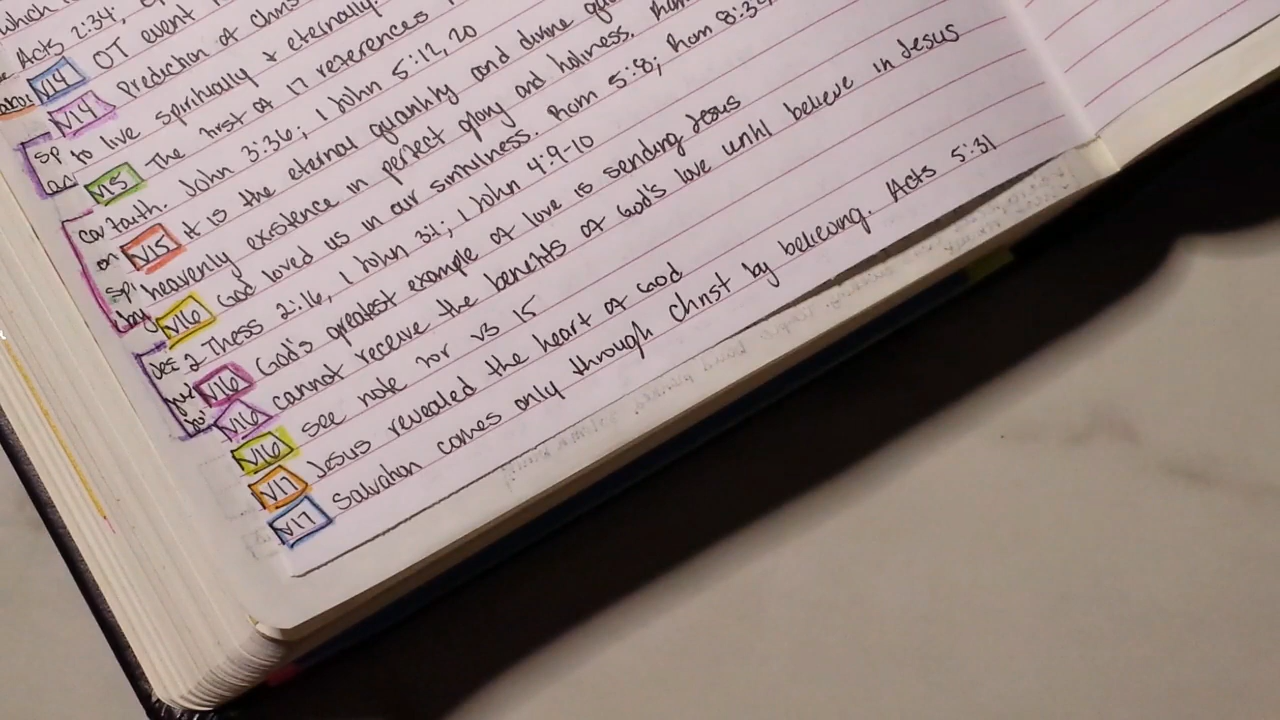 which is
Acts 2:34.
V14 OT event
V14 Prediction of Christ
to live spiritually & eternally.
V15 The first of 17 references
faith. John 3:36; 1 John 5:12, 20
V15 it is the eternal quantity and divine
heavenly existence in perfect glory and holiness.
V16 God loved us in our sinfulness. Rom 5:8; Rom 8:32
2 Thess 2:16, 1 John 3:1; 1 John 4:9-10
V16 God's greatest example of love is sending Jesus
V16 cannot receive the benefits of God's love until believe in Jesus
V16 See note for vs 15
V17 Jesus revealed the heart of God
V17 Salvation comes only through christ by believing. Acts 5:31